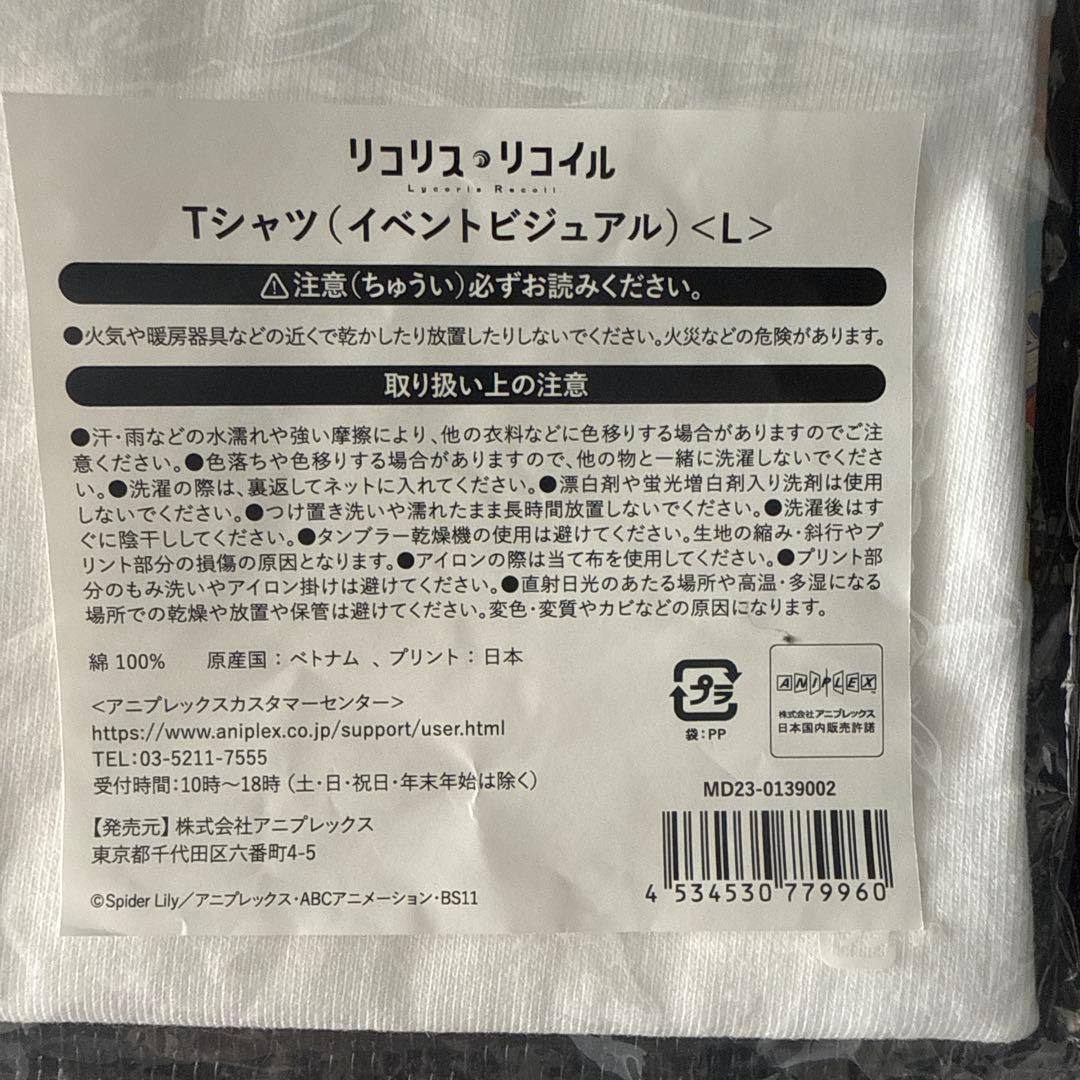 リコリス・リコイル
Lycoris Recoil
Tシャツ(イベントビジュアル)<L>
⚠注意(ちゅうい)必ずお読みください。
●火気や暖房器具などの近くで乾かしたり放置したりしないでください。火災などの危険があります。
取り扱い上の注意
●汗・雨などの水濡れや強い摩擦により、他の衣料などに色移りする場合がありますのでご注
意ください。●色落ちや色移りする場合がありますので、他の物と一緒に洗濯しないでくださ
い。●洗濯の際は、裏返してネットに入れてください。●漂白剤や蛍光増白剤入り洗剤は使用
しないでください。●つけ置き洗いや濡れたまま長時間放置しないでください。●洗濯後はす
ぐに陰干ししてください。●タンブラー乾燥機の使用は避けてください。生地の縮み・斜行やプ
リント部分の損傷の原因となります。●アイロンの際は当て布を使用してください。●プリント部
分のもみ洗いやアイロン掛けは避けてください。●直射日光のあたる場所や高温・多湿になる
場所での乾燥や放置や保管は避けてください。変色・変質やカビなどの原因になります。
綿 100% 原産国:ベトナム 、プリント:日本
<アニプレックスカスタマーセンター>
https://www.aniplex.co.jp/support/user.html
TEL:03-5211-7555
受付時間:10時~18時 (土・日・祝日・年末年始は除く)
【発売元】株式会社アニプレックス
東京都千代田区六番町4-5
©Spider Lily/アニプレックス・ABCアニメーション・BS11
プラ
袋:PP
ANIPLEX
株式会社アニプレックス
日本国内販売許諾
MD23-0139002
4 534530 779960